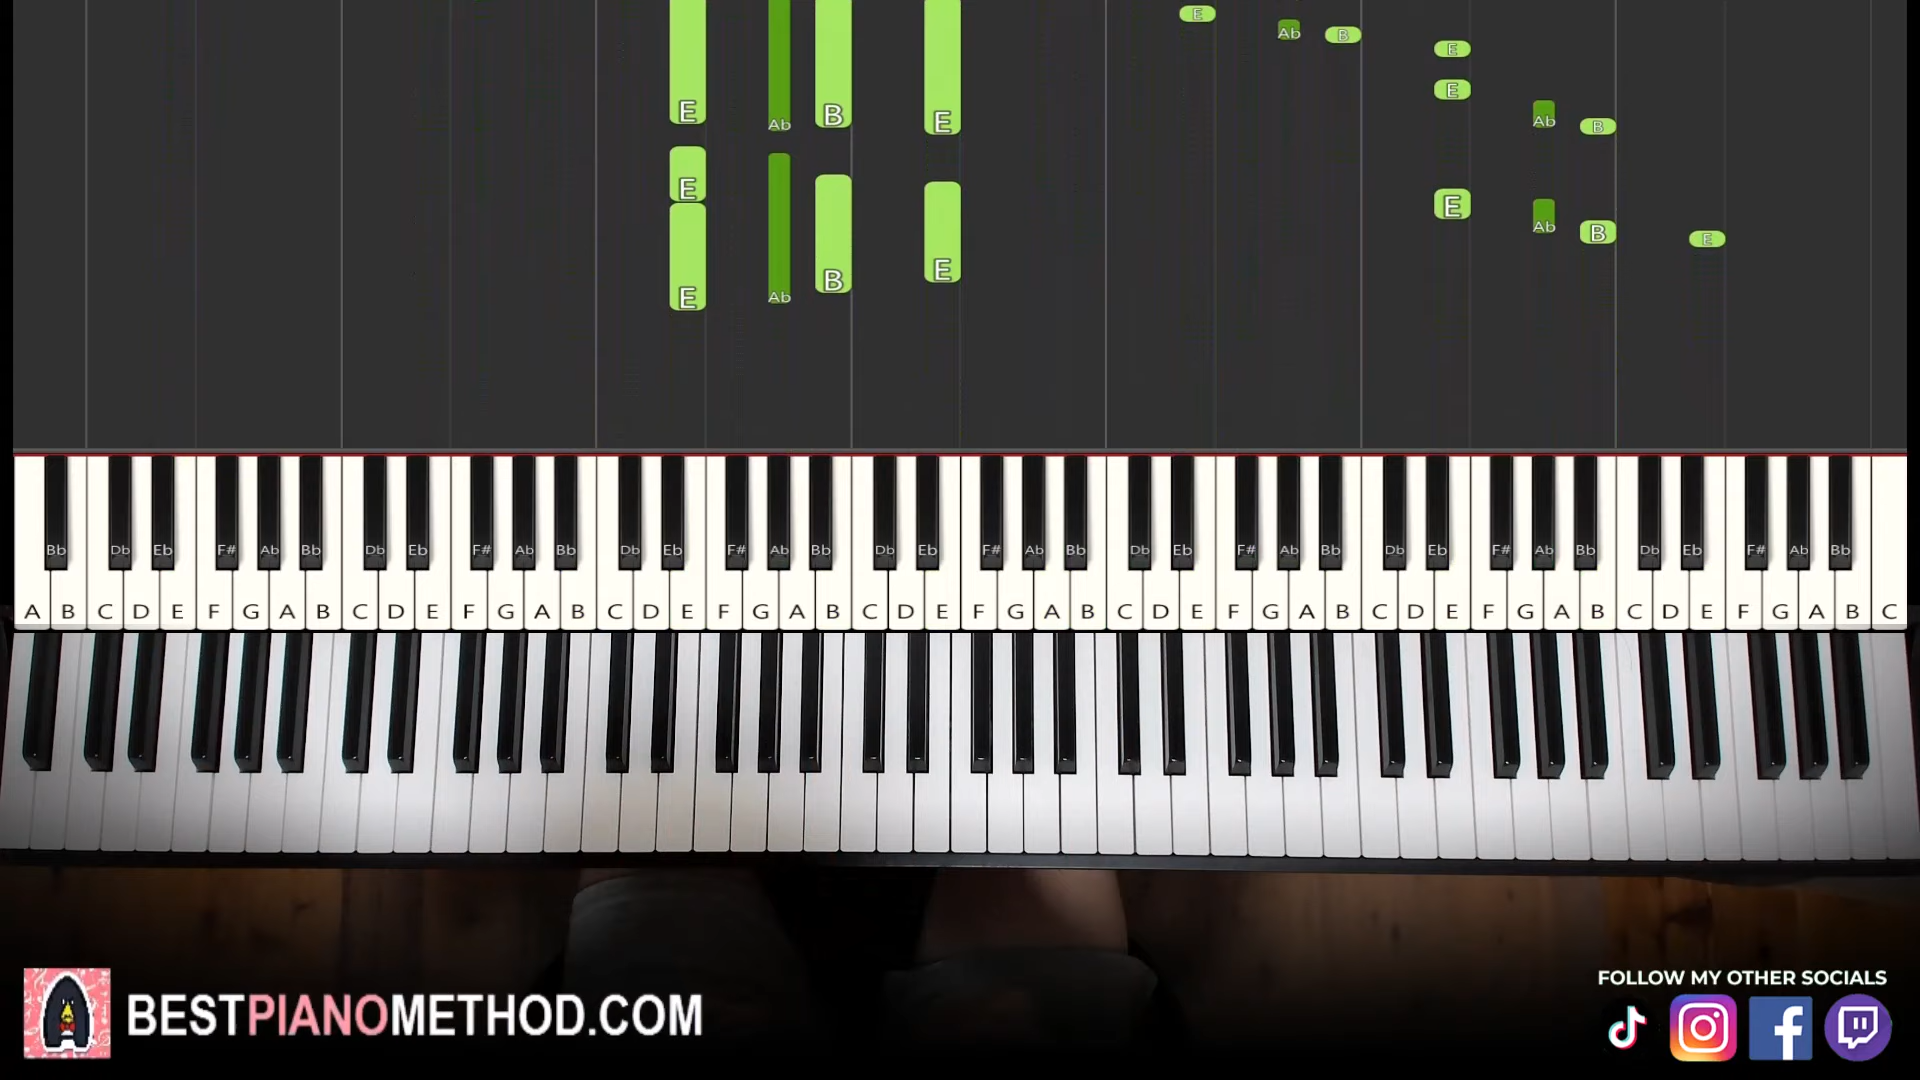 E
Ab B
E E
E Ab B E
E
Ab B
E E
Ab B
E Ab B E
E Ab B E
Bb Db Eb F# Ab Bb Db Eb F# Ab Bb Db Eb F# Ab Bb Db Eb F# Ab Bb Db Eb F# Ab Bb Db Eb F# Ab Bb Db Eb F# Ab Bb
A B C D E F G A B C D E F G A B C D E F G A B C D E F G A B C D E F G A B C D E F G A B C D E F G A B C
FOLLOW MY OTHER SOCIALS
BESTPIANOMETHOD.COM